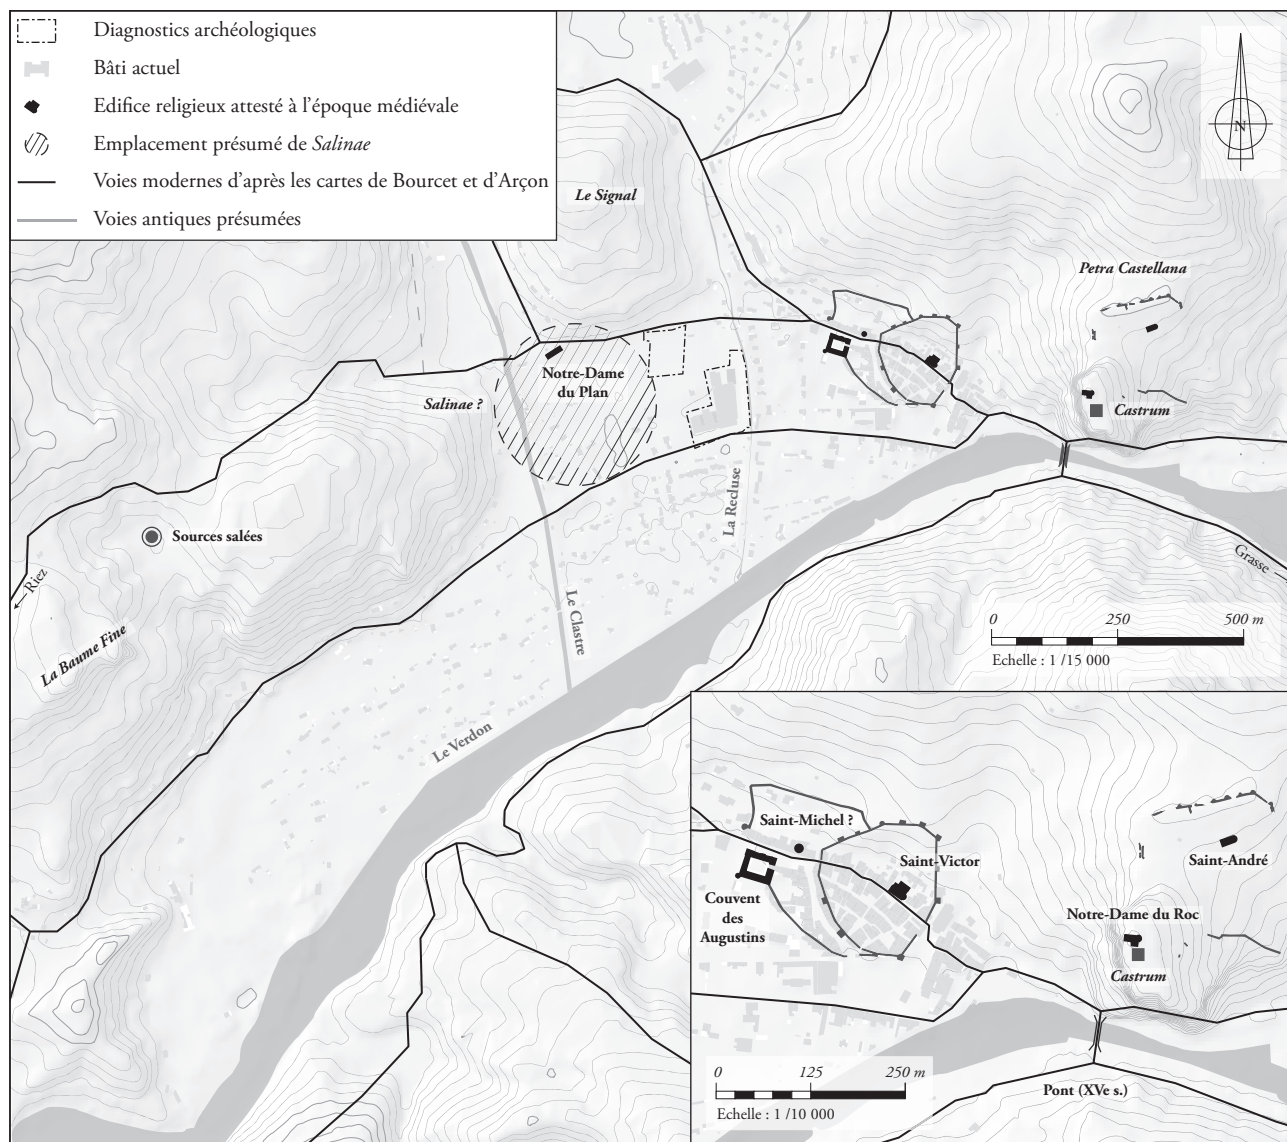 Diagnostics archéologiques
Bâti actuel
Edifice religieux attesté à l'époque médiévale
Emplacement présumé de Salinae
Voies modernes d'après les cartes de Bourcet et d'Arçon
Voies antiques présumées
N
Le Signal
Petra Castellana
Notre-Dame
du Plan
Salinae ?
Castrum
La Recluse
Sources salées
← Riez
Grasse
La Baume Fine
Le Clastre
Le Verdon
0 250 500 m
Echelle : 1 /15 000
Saint-Michel ?
Saint-Victor
Saint-André
Couvent
des
Augustins
Notre-Dame du Roc
Castrum
Pont (XVe s.)
0 125 250 m
Echelle : 1 /10 000